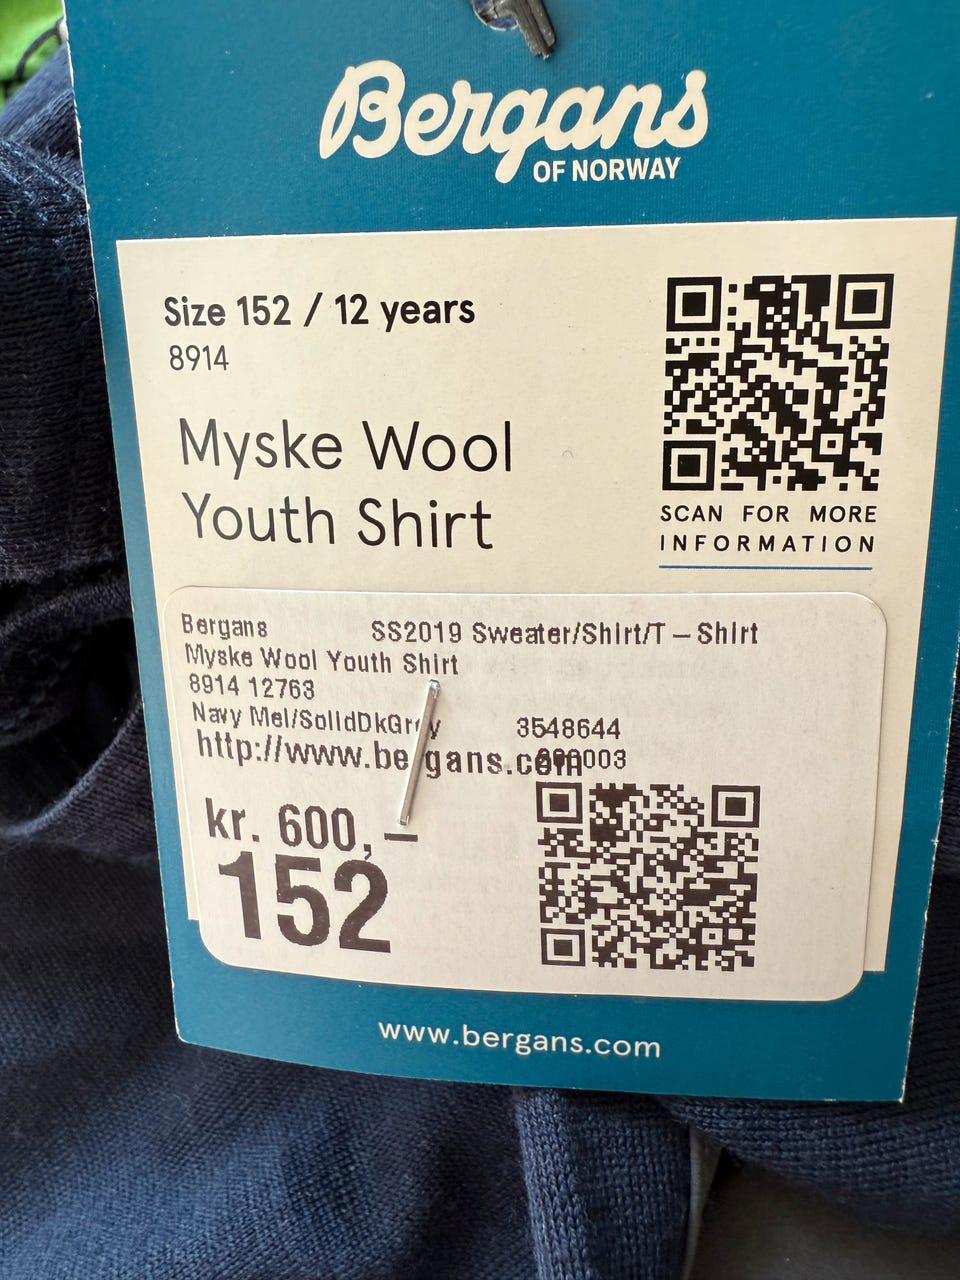 Bergans
OF NORWAY
Size 152 / 12 years
8914
Myske Wool
Youth Shirt
SCAN FOR MORE
INFORMATION
Bergans SS2019 Sweater/Shirt/T-Shirt
Myske Wool Youth Shirt
8914 12763
Navy Mel/SolidDkGrey 3548644
http://www.bergans.com
kr. 600,-
152
www.bergans.com